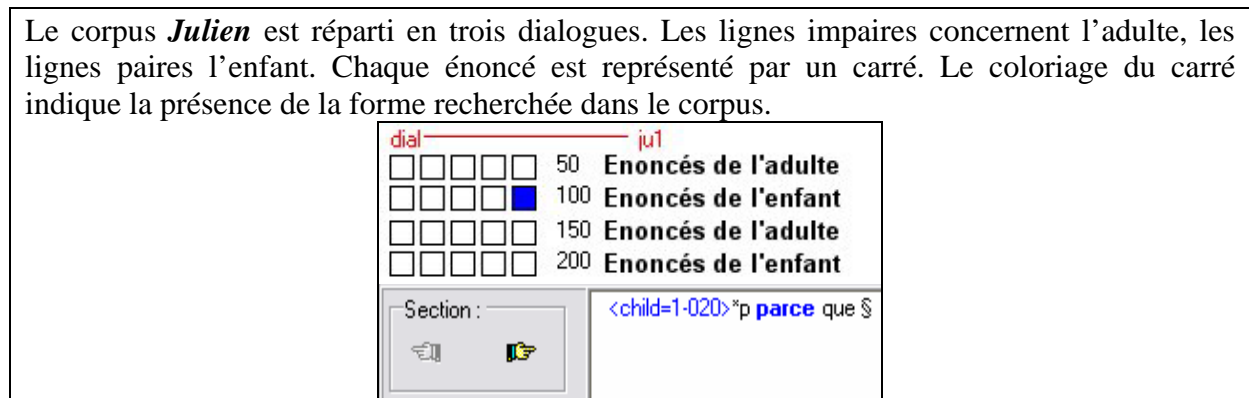 Le corpus Julien est réparti en trois dialogues. Les lignes impaires concernent l’adulte, les
lignes paires l’enfant. Chaque énoncé est représenté par un carré. Le coloriage du carré
indique la présence de la forme recherchée dans le corpus.
dial ju1
50 Enoncés de l'adulte
100 Enoncés de l'enfant
150 Enoncés de l'adulte
200 Enoncés de l'enfant
Section :
<child=1-020>*p parce que §